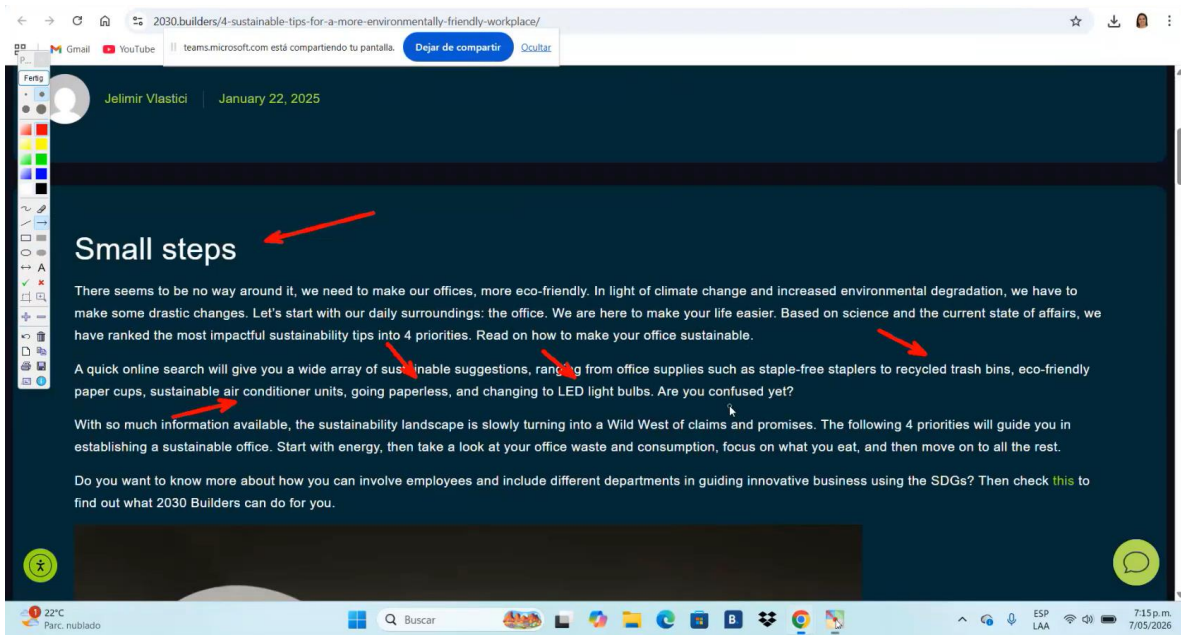 2030.builders/4-sustainable-tips-for-a-more-environmentally-friendly-workplace/
Gmail
YouTube
teams.microsoft.com está compartiendo tu pantalla.
Dejar de compartir
Ocultar
P...
Fertig
Jelimir Vlastici
January 22, 2025
Small steps
There seems to be no way around it, we need to make our offices, more eco-friendly. In light of climate change and increased environmental degradation, we have to
make some drastic changes. Let's start with our daily surroundings: the office. We are here to make your life easier. Based on science and the current state of affairs, we
have ranked the most impactful sustainability tips into 4 priorities. Read on how to make your office sustainable.
A quick online search will give you a wide array of sustainable suggestions, ranging from office supplies such as staple-free staplers to recycled trash bins, eco-friendly
paper cups, sustainable air conditioner units, going paperless, and changing to LED light bulbs. Are you confused yet?
With so much information available, the sustainability landscape is slowly turning into a Wild West of claims and promises. The following 4 priorities will guide you in
establishing a sustainable office. Start with energy, then take a look at your office waste and consumption, focus on what you eat, and then move on to all the rest.
Do you want to know more about how you can involve employees and include different departments in guiding innovative business using the SDGs? Then check this to
find out what 2030 Builders can do for you.
A
1
22°C
Parc. nublado
Buscar
B
ESP
LAA
7:15 p.m.
7/05/2026